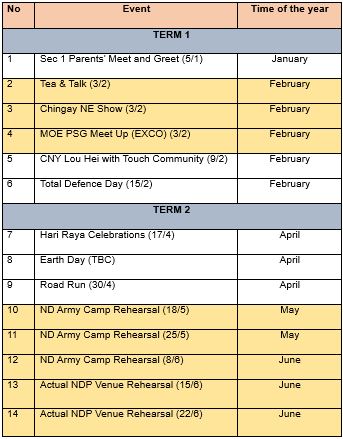 No Event Time of the year
TERM 1
1 Sec 1 Parents' Meet and Greet (5/1) January
2 Tea & Talk (3/2) February
3 Chingay NE Show (3/2) February
4 MOE PSG Meet Up (EXCO) (3/2) February
5 CNY Lou Hei with Touch Community (9/2) February
6 Total Defence Day (15/2) February
TERM 2
7 Hari Raya Celebrations (17/4) April
8 Earth Day (TBC) April
9 Road Run (30/4) April
10 ND Army Camp Rehearsal (18/5) May
11 ND Army Camp Rehearsal (25/5) May
12 ND Army Camp Rehearsal (8/6) June
13 Actual NDP Venue Rehearsal (15/6) June
14 Actual NDP Venue Rehearsal (22/6) June